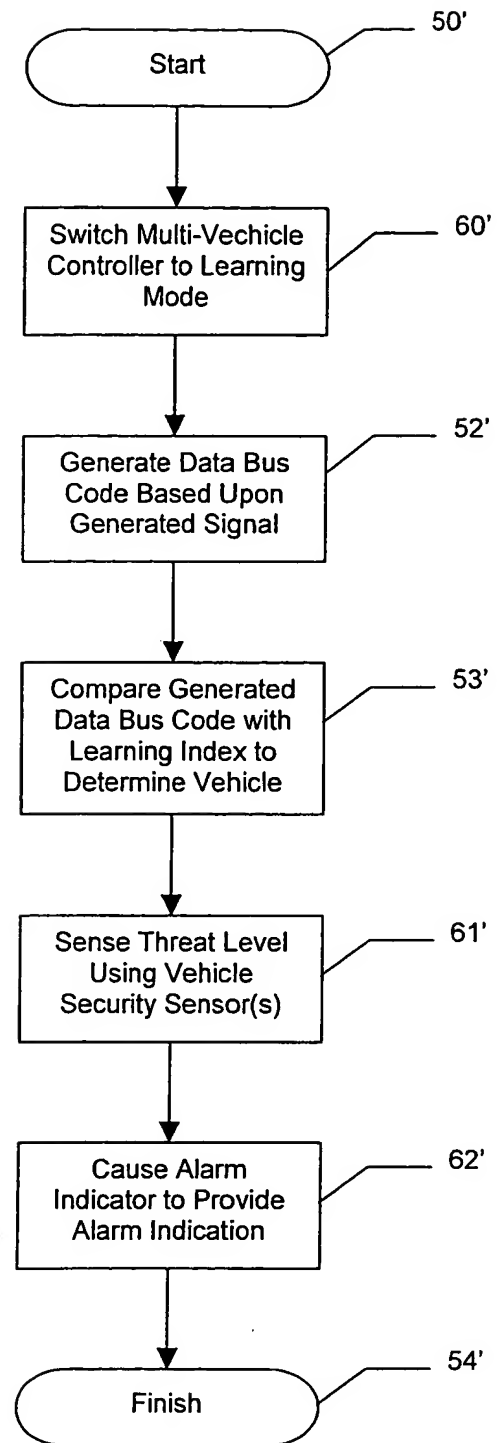 50'
Start
60'
Switch Multi-Vechicle
Controller to Learning
Mode
52'
Generate Data Bus
Code Based Upon
Generated Signal
53'
Compare Generated
Data Bus Code with
Learning Index to
Determine Vehicle
61'
Sense Threat Level
Using Vehicle
Security Sensor(s)
62'
Cause Alarm
Indicator to Provide
Alarm Indication
54'
Finish